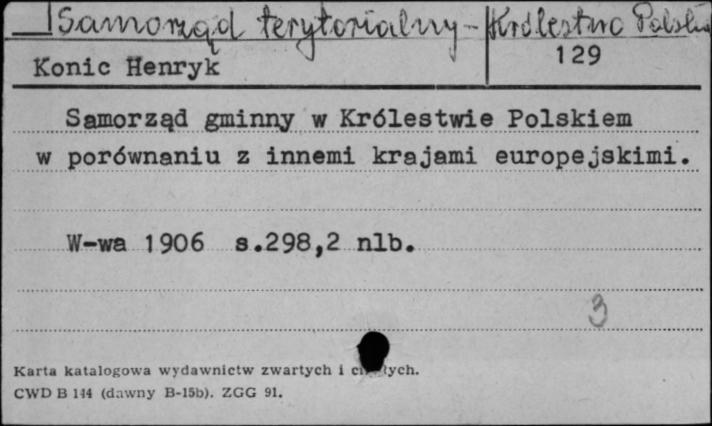 Samorząd terytorialny - Królestwo Polskie
Konic Henryk
129
Samorząd gminny w Królestwie Polskiem
w porównaniu z innemi krajami europejskimi.
W-wa 1906 s.298,2 nlb.
3
Karta katalogowa wydawnictw zwartych i
CWD B 144 (dawny B-15b). ZGG 91.